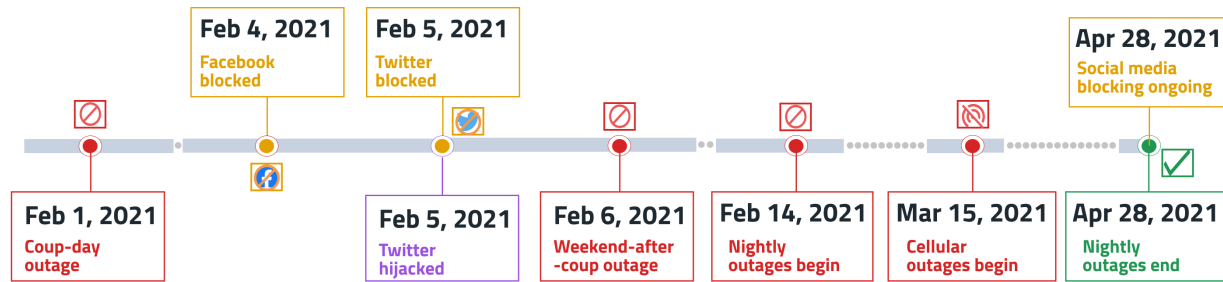 Feb 4, 2021
Facebook
blocked
Feb 5, 2021
Twitter
blocked
Apr 28, 2021
Social media
blocking ongoing
Feb 1, 2021
Coup-day
outage
Feb 5, 2021
Twitter
hijacked
Feb 6, 2021
Weekend-after
-coup outage
Feb 14, 2021
Nightly
outages begin
Mar 15, 2021
Cellular
outages begin
Apr 28, 2021
Nightly
outages end